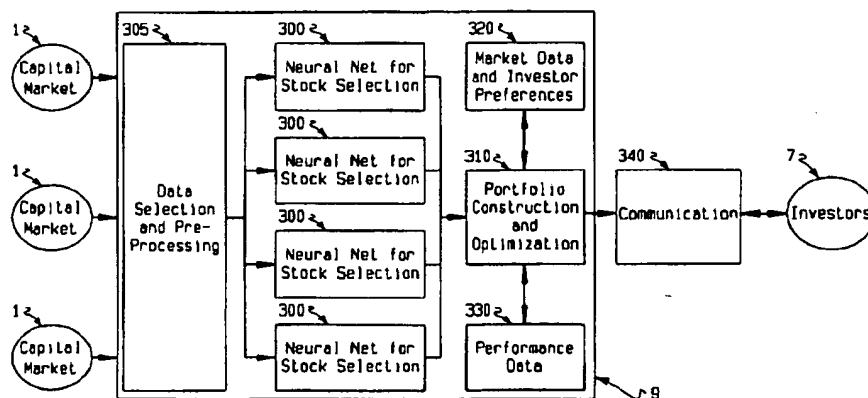 1
Capital
Market
1
Capital
Market
1
Capital
Market
305
Data
Selection
and Pre-
Processing
300
Neural Net for
Stock Selection
300
Neural Net for
Stock Selection
300
Neural Net for
Stock Selection
300
Neural Net for
Stock Selection
320
Market Data
and Investor
Preferences
310
Portfolio
Construction
and
Optimization
330
Performance
Data
340
Communication
7
Investors
9